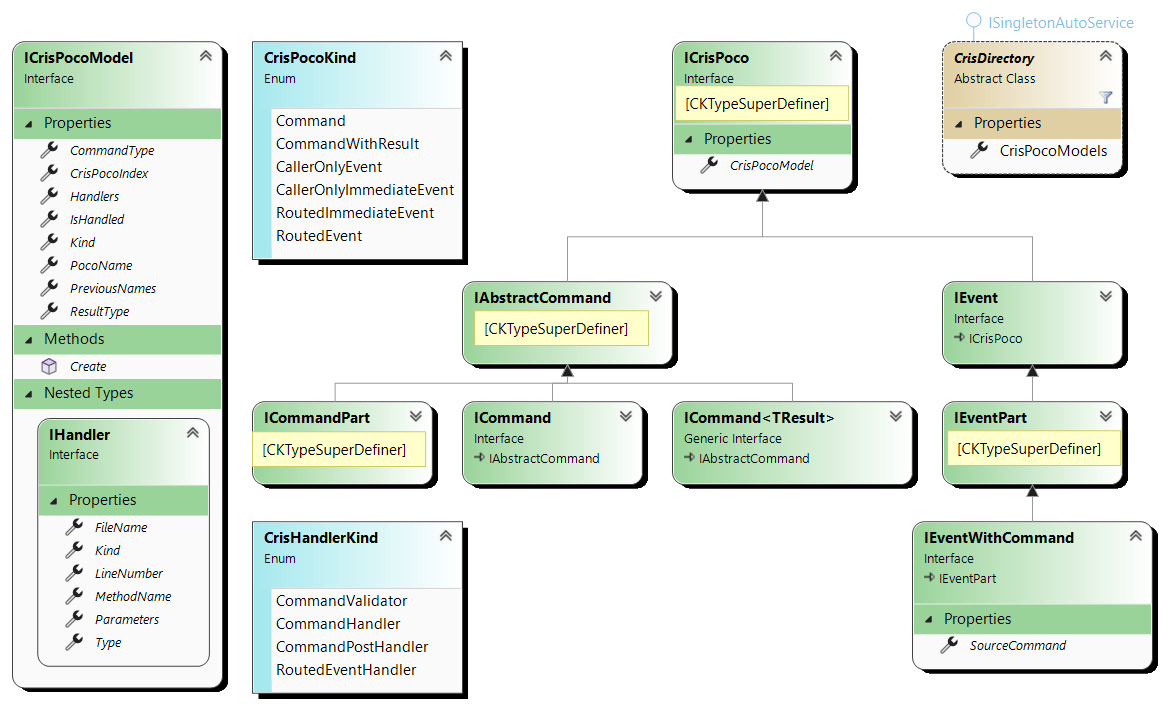 ISingletonAutoService
ICrisPocoModel
Interface
Properties
CommandType
CrisPocoIndex
Handlers
IsHandled
Kind
PocoName
PreviousNames
ResultType
Methods
Create
Nested Types
IHandler
Interface
Properties
FileName
Kind
LineNumber
MethodName
Parameters
Type
CrisPocoKind
Enum
Command
CommandWithResult
CallerOnlyEvent
CallerOnlyImmediateEvent
RoutedImmediateEvent
RoutedEvent
ICrisPoco
Interface
[CKTypeSuperDefiner]
Properties
CrisPocoModel
CrisDirectory
Abstract Class
Properties
CrisPocoModels
IAbstractCommand
[CKTypeSuperDefiner]
IEvent
Interface
ICrisPoco
ICommandPart
[CKTypeSuperDefiner]
ICommand
Interface
IAbstractCommand
ICommand<TResult>
Generic Interface
IAbstractCommand
IEventPart
[CKTypeSuperDefiner]
CrisHandlerKind
Enum
CommandValidator
CommandHandler
CommandPostHandler
RoutedEventHandler
IEventWithCommand
Interface
IEventPart
Properties
SourceCommand